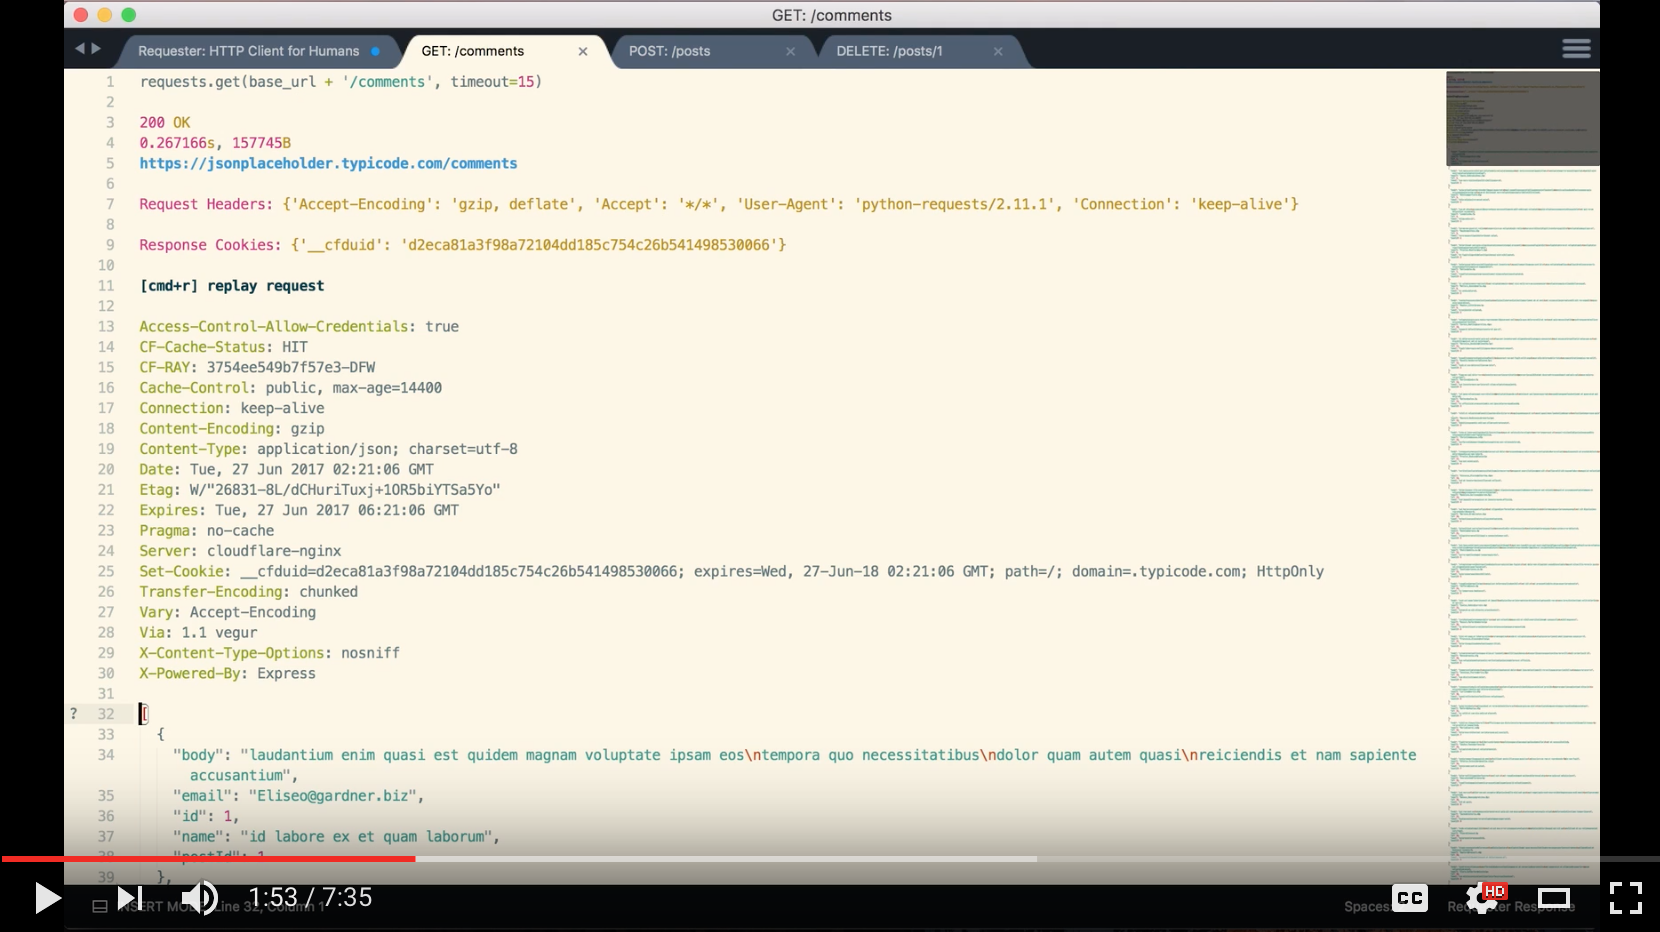 GET: /comments
Requester: HTTP Client for Humans
GET: /comments ×
POST: /posts ×
DELETE: /posts/1 ×
1 requests.get(base_url + '/comments', timeout=15)
2
3 200 OK
4 0.267166s, 157745B
5 https://jsonplaceholder.typicode.com/comments
6
7 Request Headers: {'Accept-Encoding': 'gzip, deflate', 'Accept': '*/*', 'User-Agent': 'python-requests/2.11.1', 'Connection': 'keep-alive'}
8
9 Response Cookies: {'__cfduid': 'd2eca81a3f98a72104dd185c754c26b541498530066'}
10
11 [cmd+r] replay request
12
13 Access-Control-Allow-Credentials: true
14 CF-Cache-Status: HIT
15 CF-RAY: 3754ee549b7f57e3-DFW
16 Cache-Control: public, max-age=14400
17 Connection: keep-alive
18 Content-Encoding: gzip
19 Content-Type: application/json; charset=utf-8
20 Date: Tue, 27 Jun 2017 02:21:06 GMT
21 Etag: W/"26831-8L/dCHuriTuxj+1OR5biYTSa5Yo"
22 Expires: Tue, 27 Jun 2017 06:21:06 GMT
23 Pragma: no-cache
24 Server: cloudflare-nginx
25 Set-Cookie: __cfduid=d2eca81a3f98a72104dd185c754c26b541498530066; expires=Wed, 27-Jun-18 02:21:06 GMT; path=/; domain=.typicode.com; HttpOnly
26 Transfer-Encoding: chunked
27 Vary: Accept-Encoding
28 Via: 1.1 vegur
29 X-Content-Type-Options: nosniff
30 X-Powered-By: Express
31
? 32 [
33 {
34 "body": "laudantium enim quasi est quidem magnam voluptate ipsam eos\ntempora quo necessitatibus\ndolor quam autem quasi\nreiciendis et nam sapiente
accusantium",
35 "email": "Eliseo@gardner.biz",
36 "id": 1,
37 "name": "id labore ex et quam laborum",
38 "postId": 1
39 },
1:53 / 7:35
CC
HD
Line 32, Column 1
Spaces